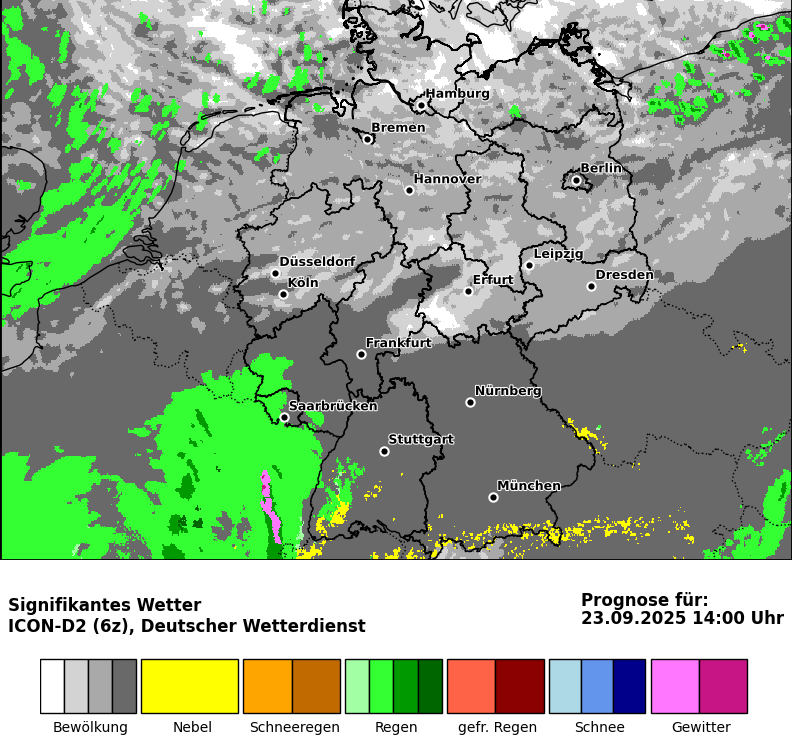 Hamburg
Bremen
Berlin
Hannover
Leipzig
Düsseldorf
Dresden
Erfurt
Köln
Frankfurt
Nürnberg
Saarbrücken
Stuttgart
München
Signifikantes Wetter
ICON-D2 (6z), Deutscher Wetterdienst
Prognose für:
23.09.2025 14:00 Uhr
Bewölkung Nebel Schneeregen Regen gefr. Regen Schnee Gewitter